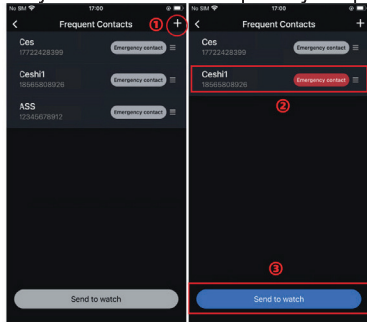 No SIM 17:00
Frequent Contacts ① +
Ces
17722428399
Emergency contact
Ceshi1
18565808926
Emergency contact
ASS
12345678912
Emergency contact
Send to watch
No SIM 17:00
Frequent Contacts +
Ces
17722428399
Emergency contact
Ceshi1
18565808926
Emergency contact
②
③
Send to watch